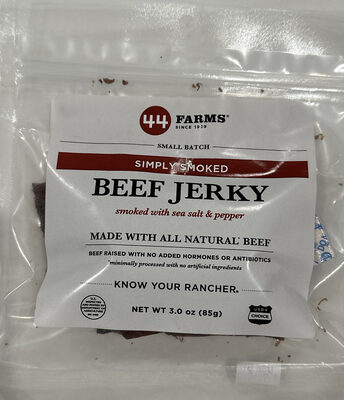 44 FARMS®
SINCE 1909
SMALL BATCH
SIMPLY SMOKED
BEEF JERKY
smoked with sea salt & pepper
MADE WITH ALL NATURAL* BEEF
BEEF RAISED WITH NO ADDED HORMONES OR ANTIBIOTICS
*minimally processed with no artificial ingredients
KNOW YOUR RANCHER.®
NET WT 3.0 oz (85g)
U.S.
USDA
CHOICE